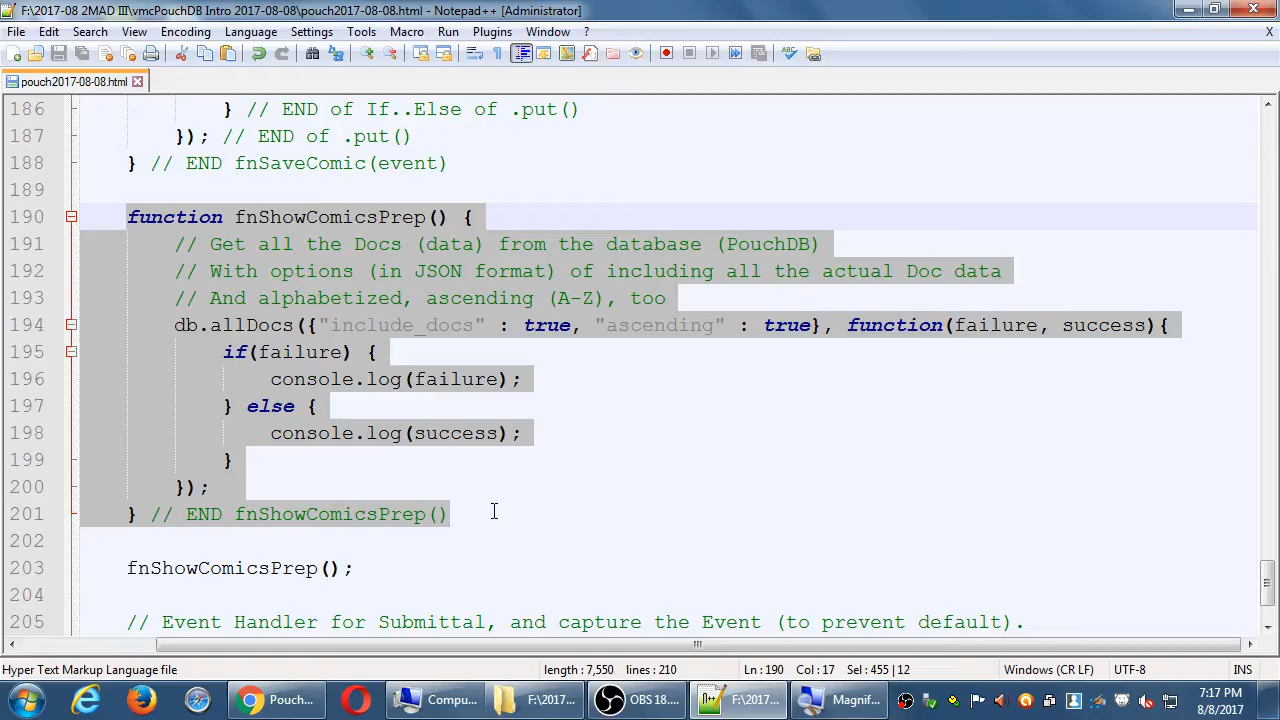 F:\2017-08 2MAD III\vmcPouchDB Intro 2017-08-08\pouch2017-08-08.html - Notepad++ [Administrator]
File Edit Search View Encoding Language Settings Tools Macro Run Plugins Window ? X
pouch2017-08-08.html
186 } // END of If..Else of .put()
187 }); // END of .put()
188 } // END fnSaveComic(event)
189
190 function fnShowComicsPrep() {
191 // Get all the Docs (data) from the database (PouchDB)
192 // With options (in JSON format) of including all the actual Doc data
193 // And alphabetized, ascending (A-Z), too
194 db.allDocs({"include_docs" : true, "ascending" : true}, function(failure, success){
195 if(failure) {
196 console.log(failure);
197 } else {
198 console.log(success);
199 }
200 });
201 } // END fnShowComicsPrep()
202
203 fnShowComicsPrep();
204
205 // Event Handler for Submittal, and capture the Event (to prevent default).
Hyper Text Markup Language file length : 7,550 lines : 210 Ln : 190 Col : 17 Sel : 455 | 12 Windows (CR LF) UTF-8 INS
Pouch... Compu... F:\2017... OBS 18.... F:\2017... Magnif... 7:17 PM
8/8/2017